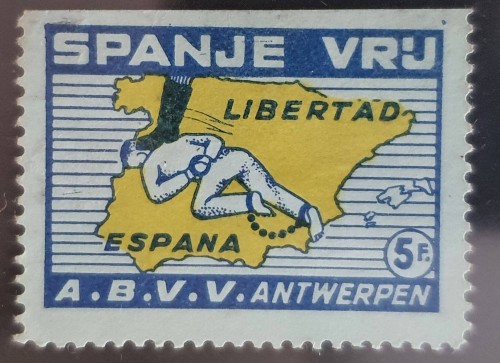 SPANJE VRIJ
LIBERTAD
ESPANA
5F.
A.B.V.V. ANTWERPEN